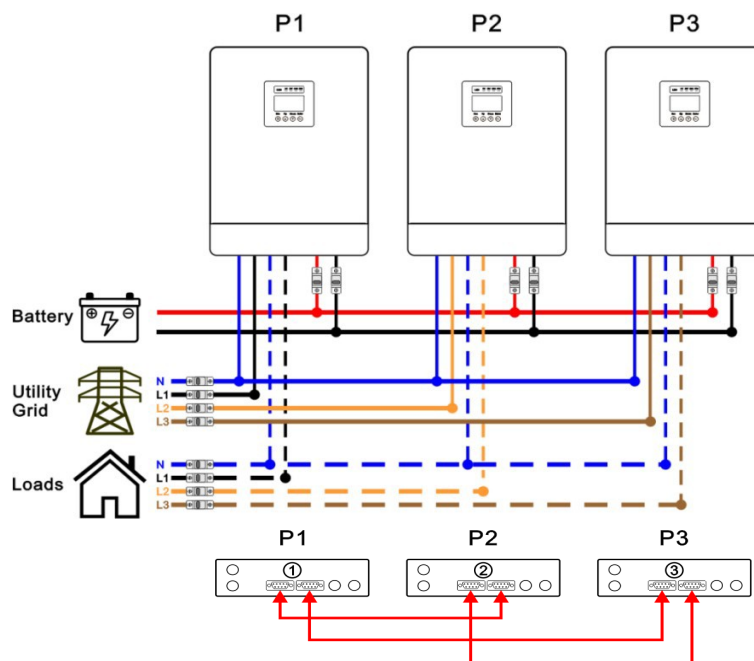 P1 P2 P3
Battery
Utility
Grid
N
L1
L2
L3
Loads
N
L1
L2
L3
P1 P2 P3
① ② ③